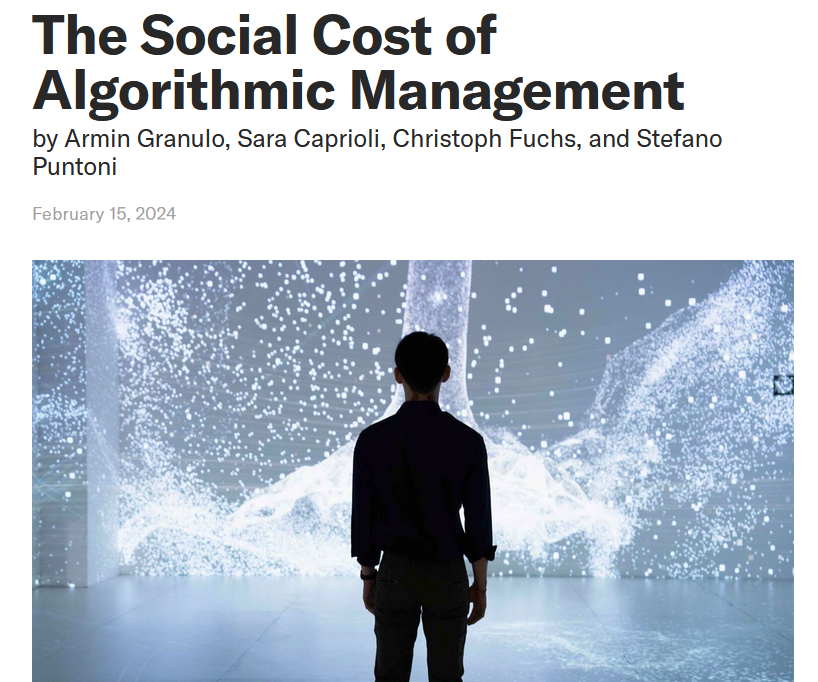 The Social Cost of
Algorithmic Management
by Armin Granulo, Sara Caprioli, Christoph Fuchs, and Stefano
Puntoni
February 15, 2024